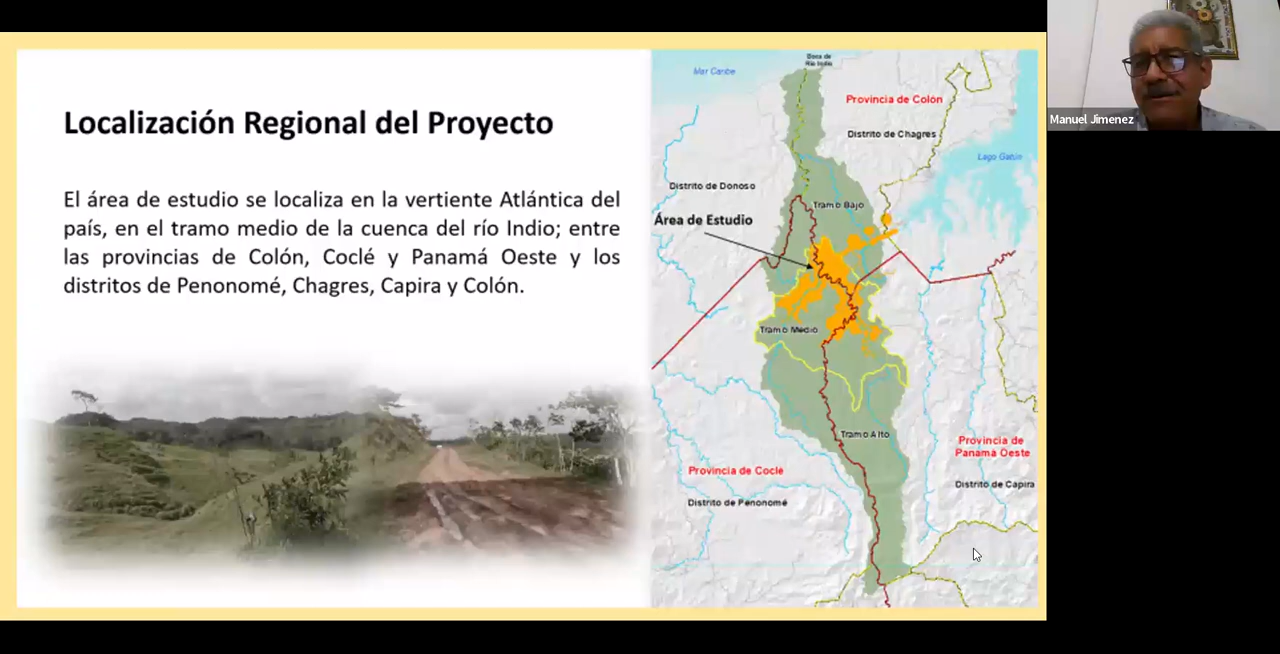 Localización Regional del Proyecto
El área de estudio se localiza en la vertiente Atlántica del
país, en el tramo medio de la cuenca del río Indio; entre
las provincias de Colón, Coclé y Panamá Oeste y los
distritos de Penonomé, Chagres, Capira y Colón.
Boca de
Río Indio
Mar Caribe
Provincia de Colón
Distrito de Chagres
Lago Gatún
Distrito de Donoso
Tramo Bajo
Área de Estudio
Tramo Medio
Tramo Alto
Provincia de
Panamá Oeste
Provincia de Coclé
Distrito de Capira
Distrito de Penonomé
Manuel Jimenez